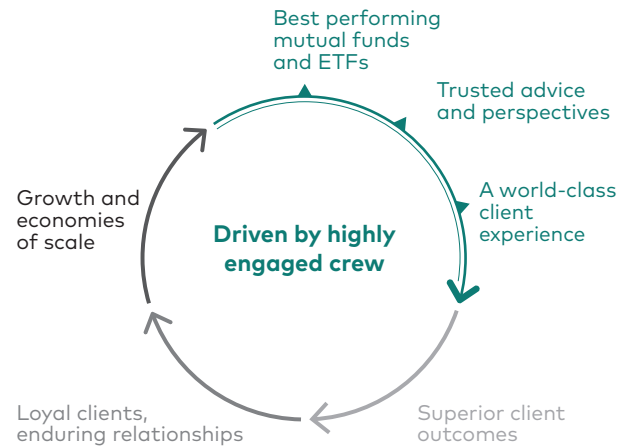 Best performing
mutual funds
and ETFs
Trusted advice
and perspectives
A world-class
client
experience
Growth and
economies
of scale
Driven by highly
engaged crew
Loyal clients,
enduring relationships
Superior client
outcomes